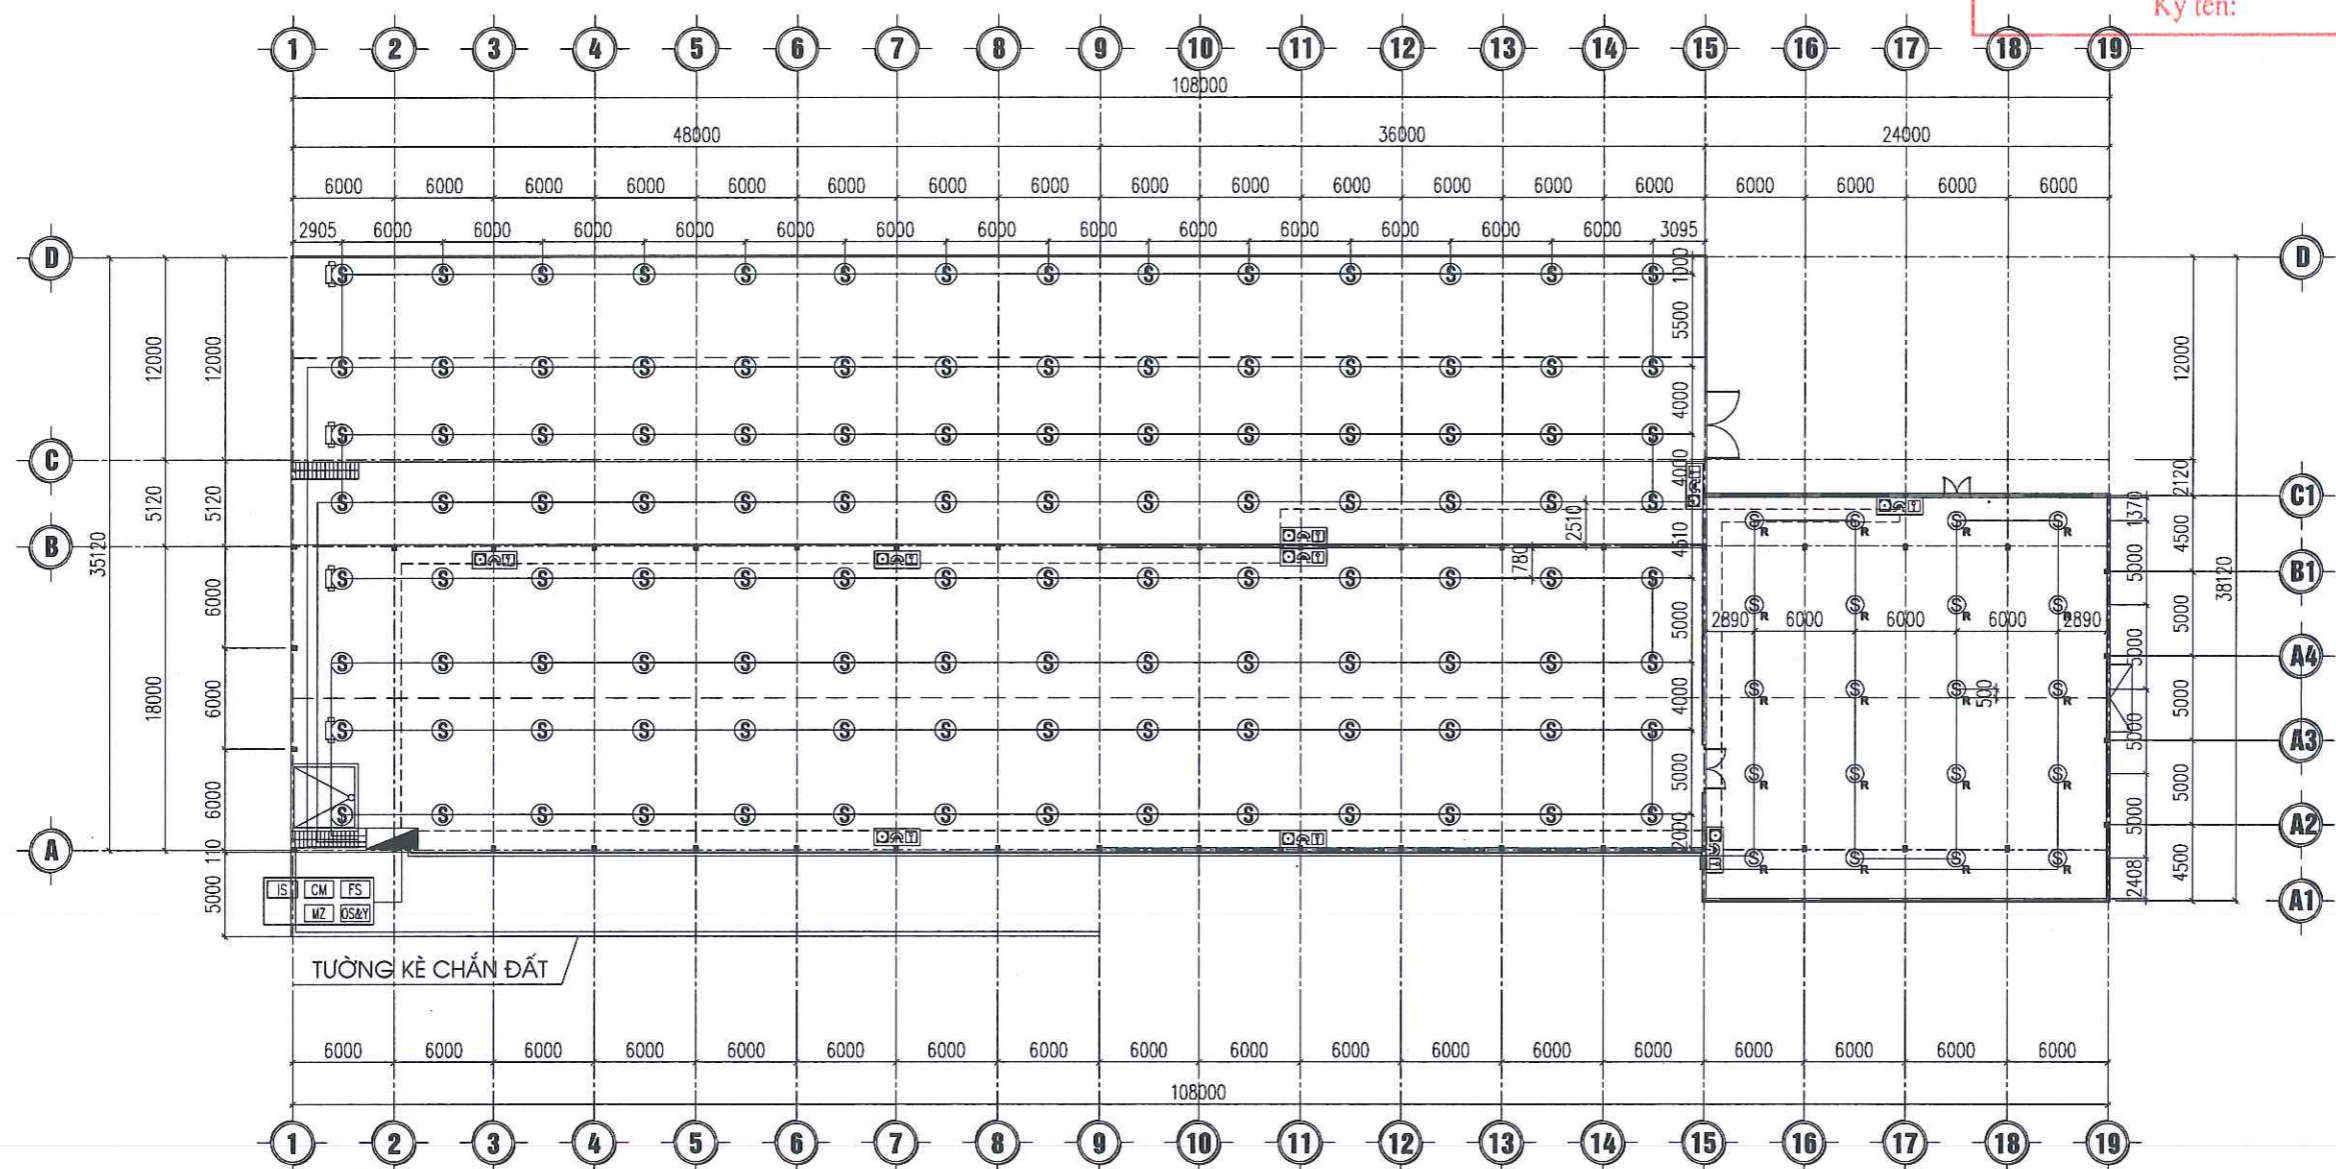 Ký tên:
1 2 3 4 5 6 7 8 9 10 11 12 13 14 15 16 17 18 19
108000
48000 36000 24000
6000 6000 6000 6000 6000 6000 6000 6000 6000 6000 6000 6000 6000 6000 6000 6000 6000 6000
2905 6000 6000 6000 6000 6000 6000 6000 6000 6000 6000 6000 6000 6000 3095
D D
1000
S S S S S S S S S S S S S S
5500
12000 12000 12000
S S S S S S S S S S S S S S
4000
S S S S S S S S S S S S S S
C
4000 2120
C1
5120 5120
S S S S S S S S S S S S S S
1370
2510 4510 4500
S R S R S R S R
B
35120 1780 5000 38120
B1
S S S S S S S S S S S S S S
6000
S R S R S R S R
5000 2890 6000 6000 6000 2890 5000
5000
A4
S S S S S S S S S S S S S S
18000 6000 4000 500 5000
S R S R S R S R
S S S S S S S S S S S S S S
5000
A3
6000 5000 5000
S R S R S R S R
S S S S S S S S S S S S S S
5000
A2
2000
A
110
S R S R S R S R
2408 4500
A1
5000
IS CM FS
MZ OS&Y
TƯỜNG KÈ CHẮN ĐẤT
6000 6000 6000 6000 6000 6000 6000 6000 6000 6000 6000 6000 6000 6000 6000 6000 6000 6000
108000
1 2 3 4 5 6 7 8 9 10 11 12 13 14 15 16 17 18 19